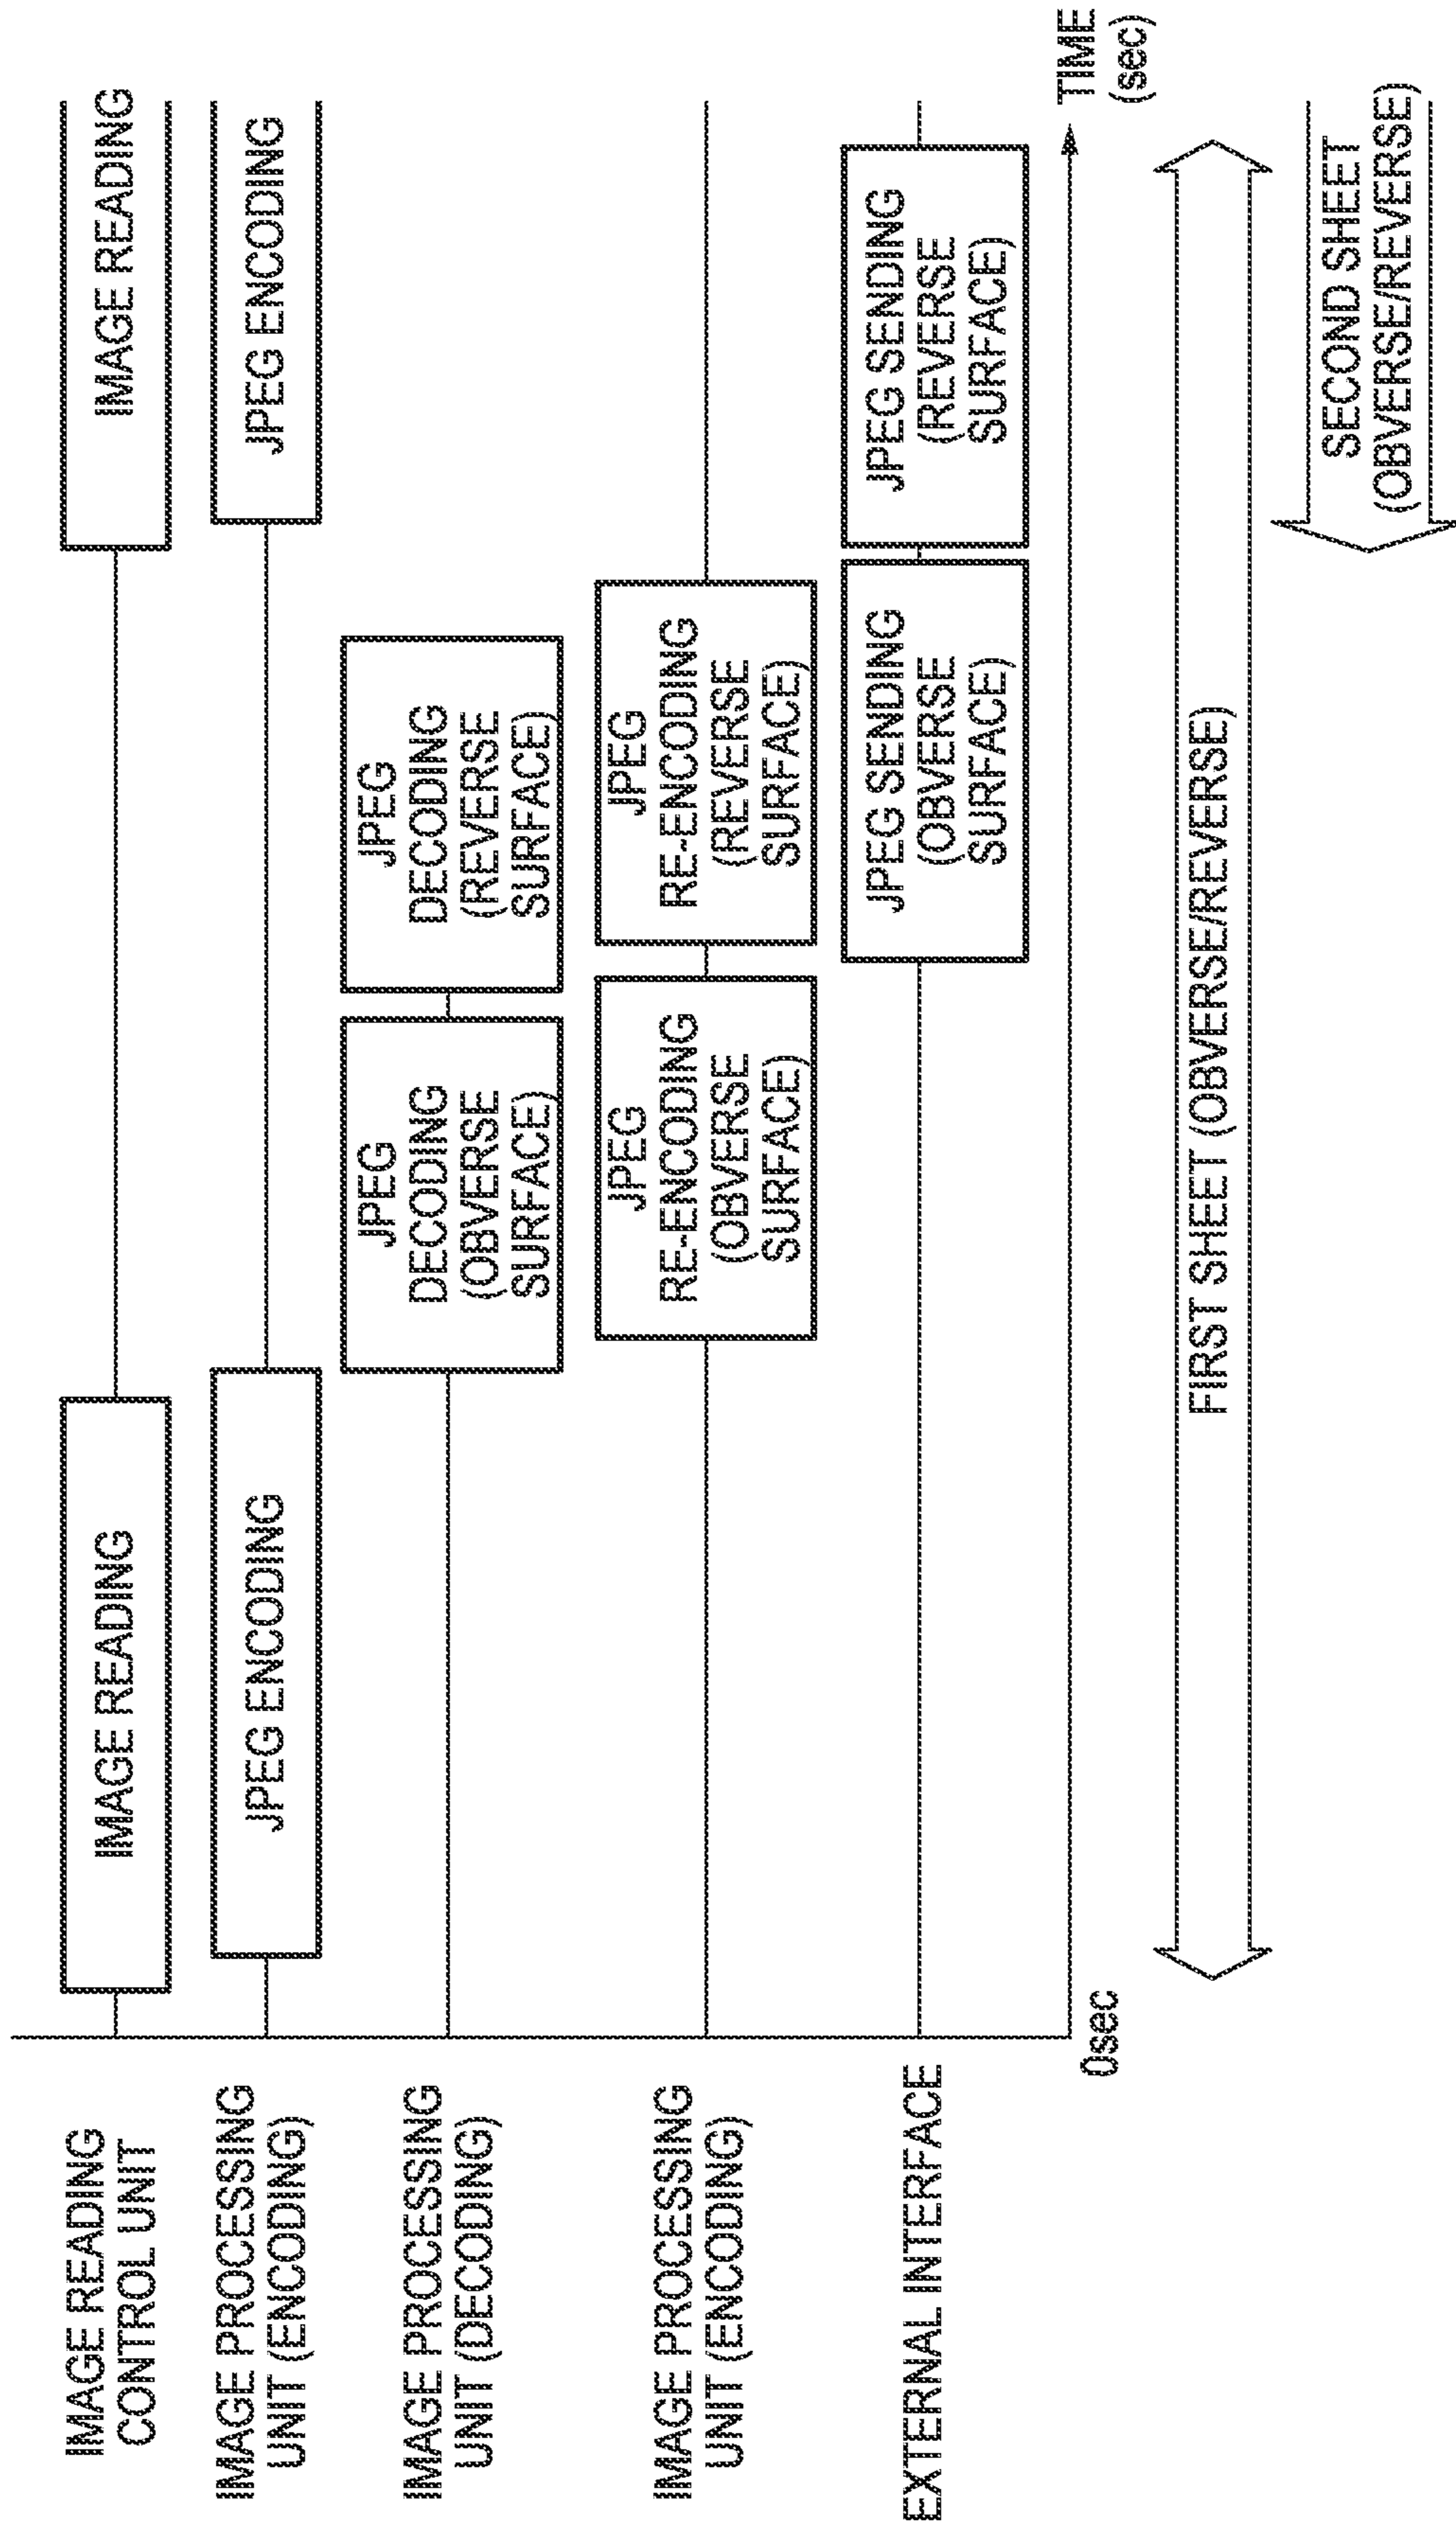 IMAGE READING
CONTROL UNIT
IMAGE READING
IMAGE READING
IMAGE PROCESSING
UNIT (ENCODING)
JPEG ENCODING
JPEG ENCODING
IMAGE PROCESSING
UNIT (DECODING)
JPEG
DECODING
(OBVERSE
SURFACE)
JPEG
DECODING
(REVERSE
SURFACE)
IMAGE PROCESSING
UNIT (ENCODING)
JPEG
RE-ENCODING
(OBVERSE
SURFACE)
JPEG
RE-ENCODING
(REVERSE
SURFACE)
EXTERNAL INTERFACE
JPEG SENDING
(OBVERSE
SURFACE)
JPEG SENDING
(REVERSE
SURFACE)
0sec
TIME
(sec)
FIRST SHEET (OBVERSE/REVERSE)
SECOND SHEET
(OBVERSE/REVERSE)